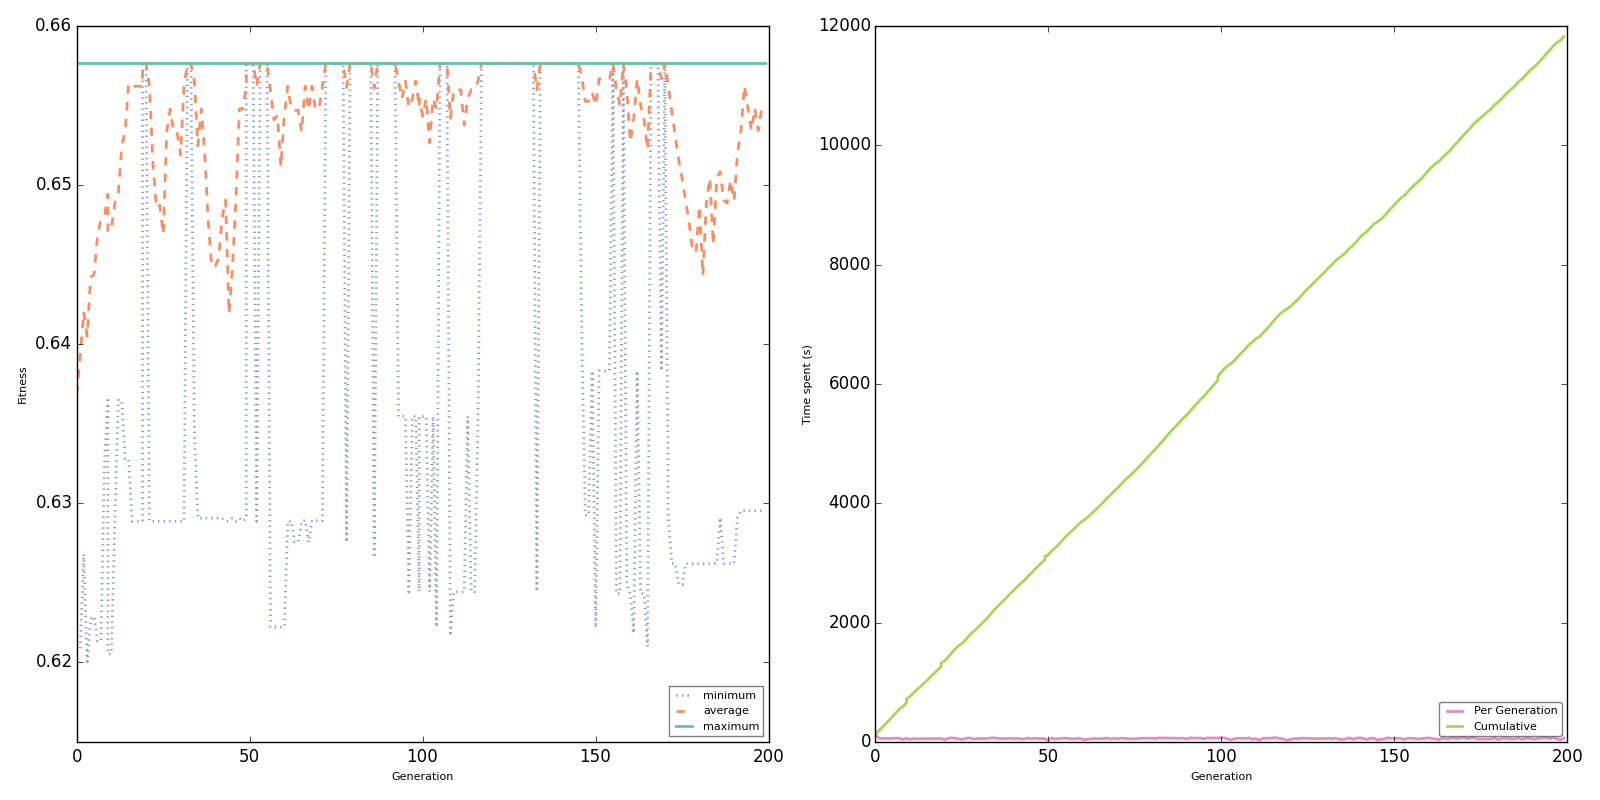 0.66
0.65
0.64
0.63
0.62
Fitness
0 50 100 150 200
Generation
minimum
average
maximum
12000
10000
8000
6000
4000
2000
0
Time spent (s)
0 50 100 150 200
Generation
Per Generation
Cumulative